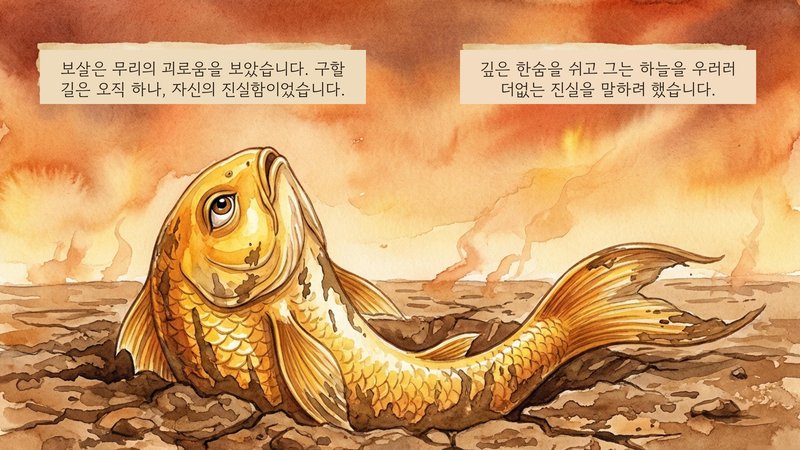 보살은 무리의 괴로움을 보았습니다. 구할
길은 오직 하나, 자신의 진실함이었습니다.
깊은 한숨을 쉬고 그는 하늘을 우러러
더없는 진실을 말하려 했습니다.